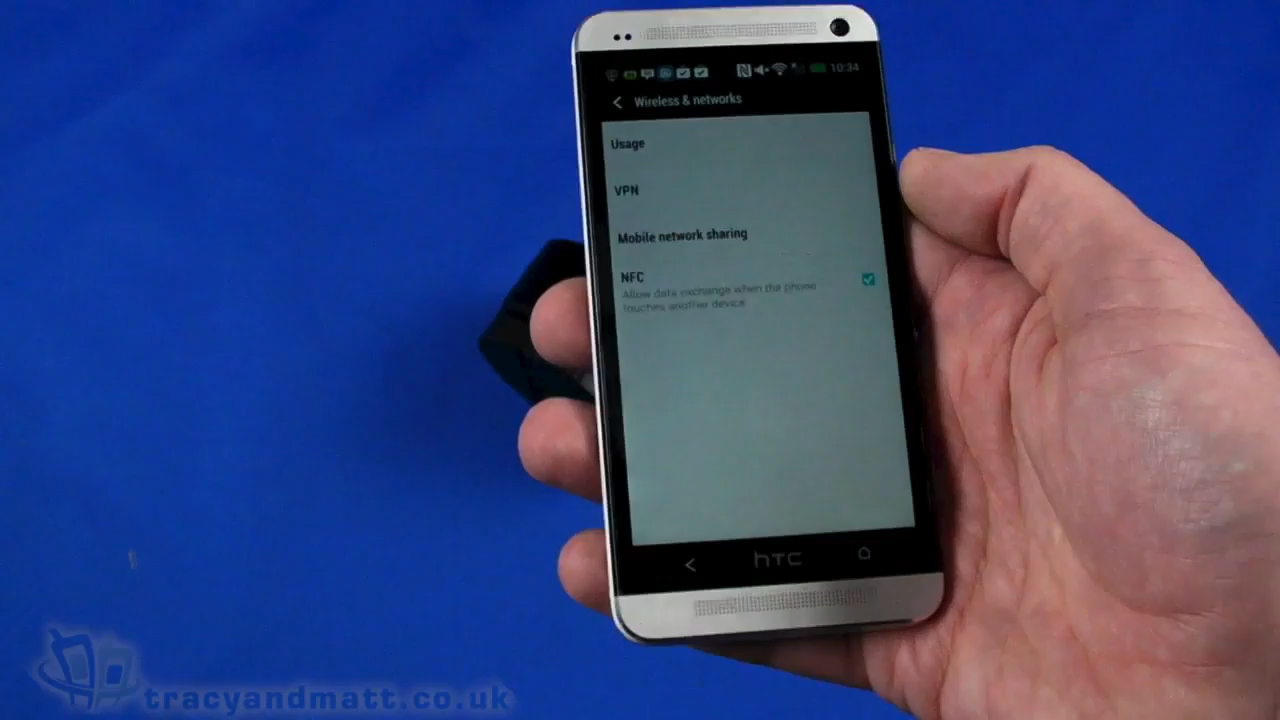 10:34
Wireless & networks
Usage
VPN
Mobile network sharing
NFC
Allow data exchange when the phone
touches another device
hTC
tracyandmatt.co.uk